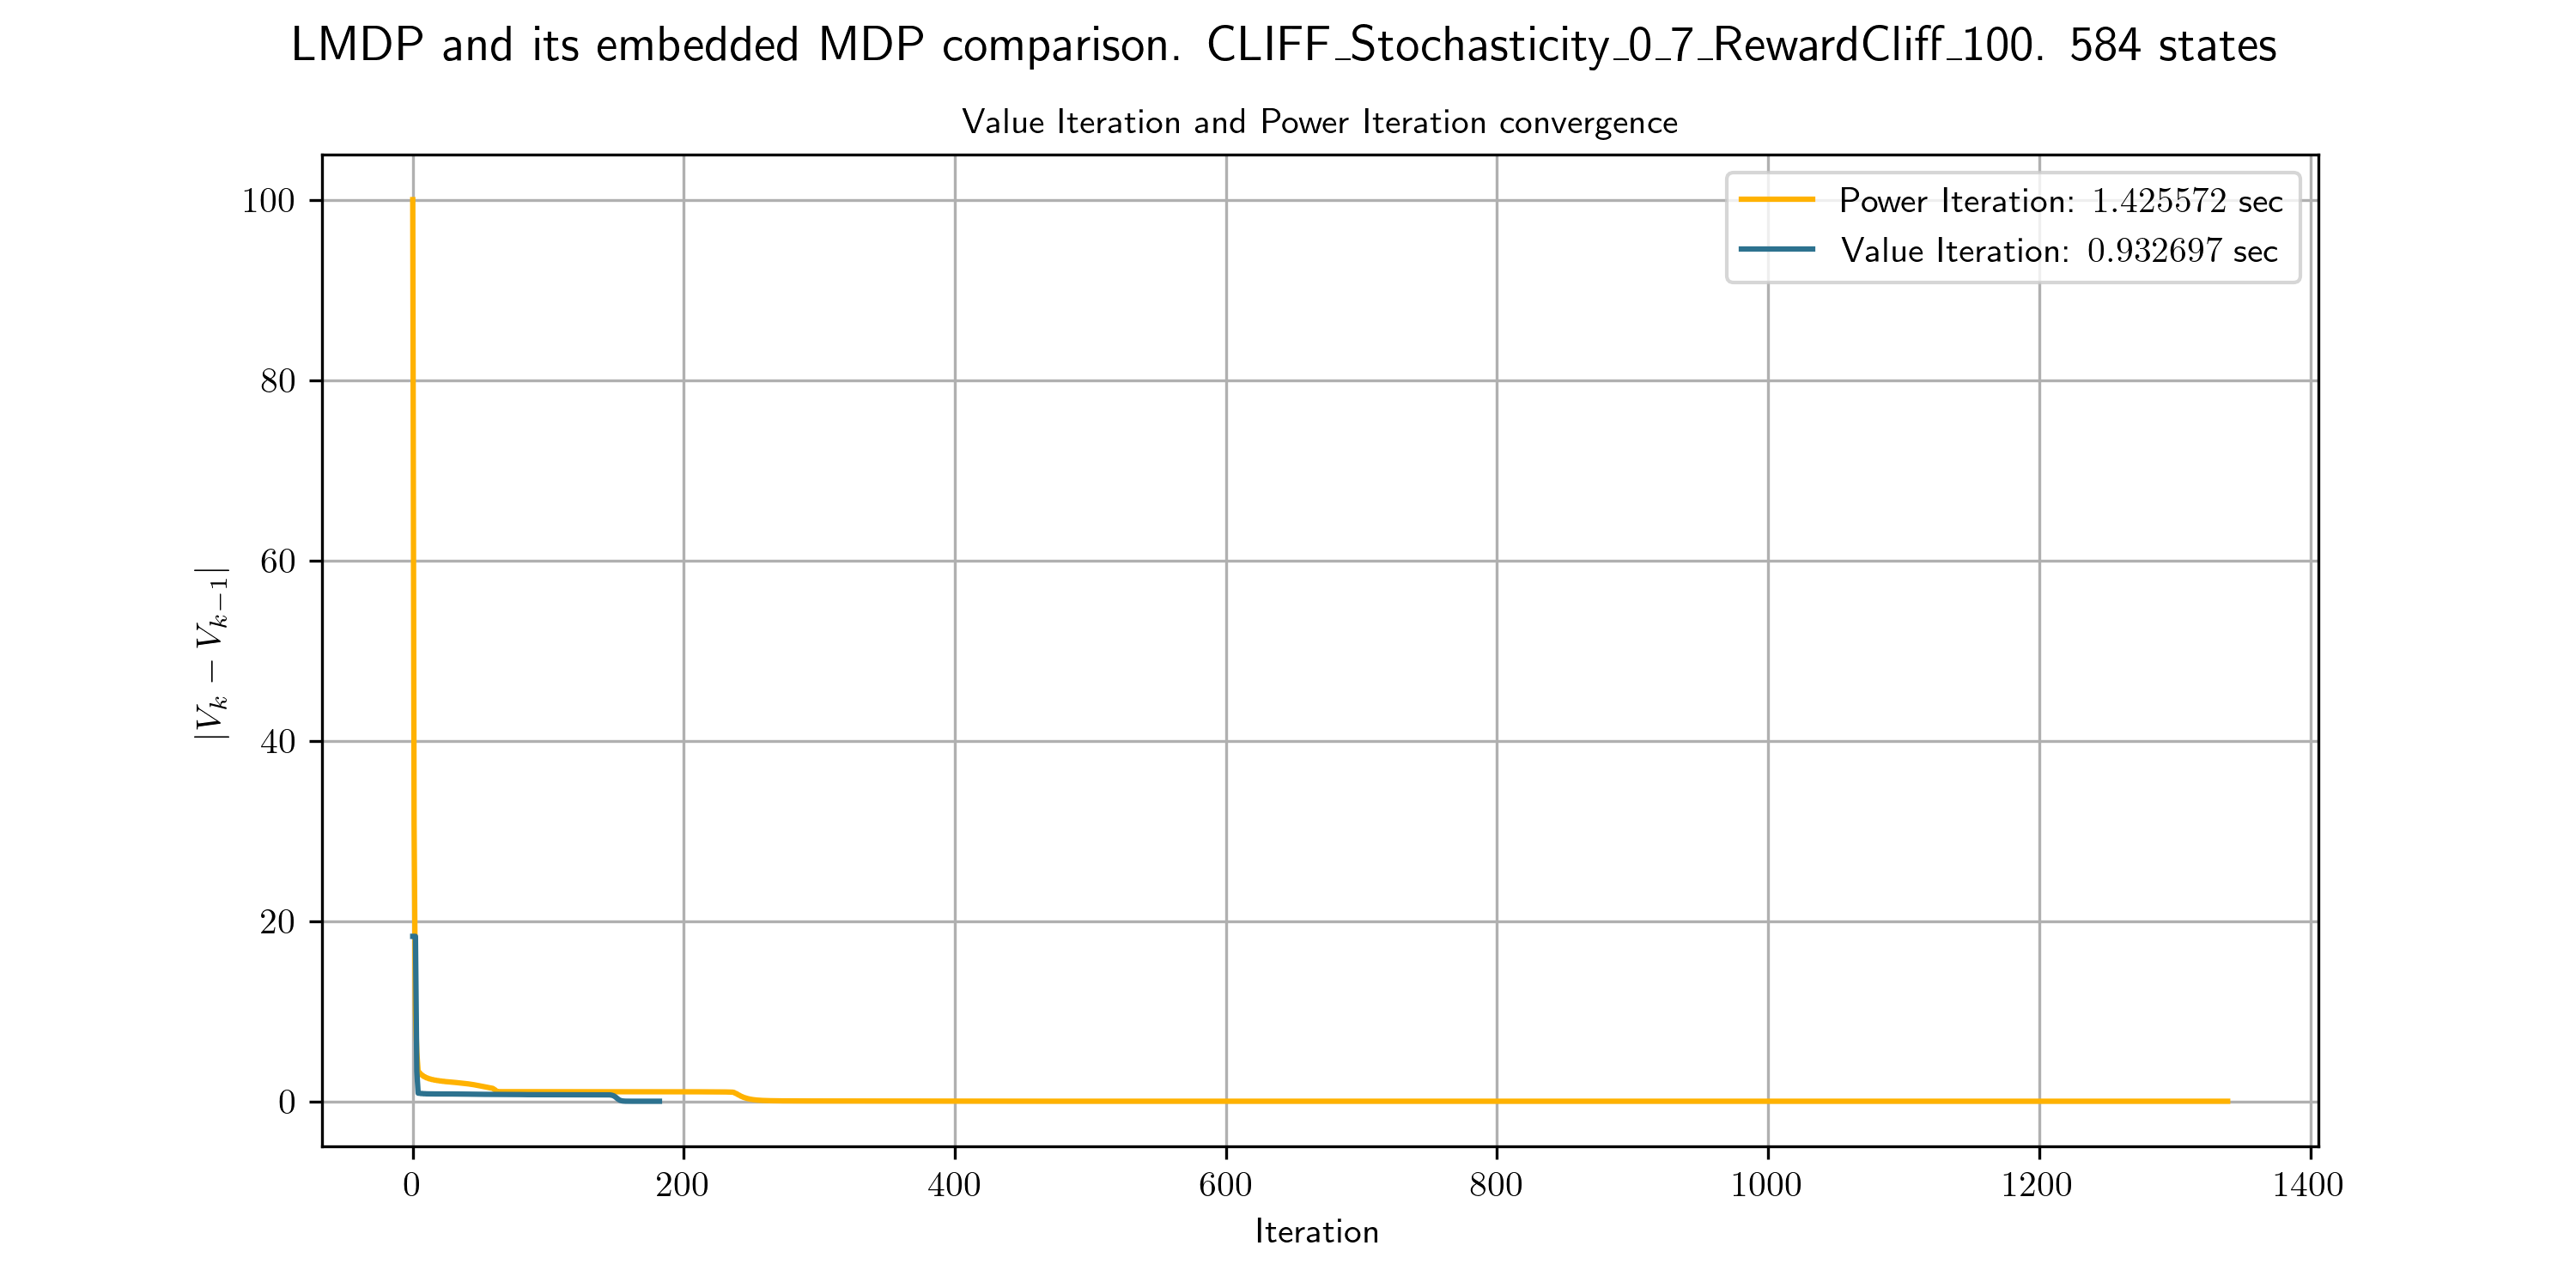 LMDP and its embedded MDP comparison. CLIFF_Stochasticity_0_7_RewardCliff_100. 584 states
Value Iteration and Power Iteration convergence
Power Iteration: 1.425572 sec
Value Iteration: 0.932697 sec
100
80
60
40
20
0
|V_k − V_{k−1}|
0 200 400 600 800 1000 1200 1400
Iteration